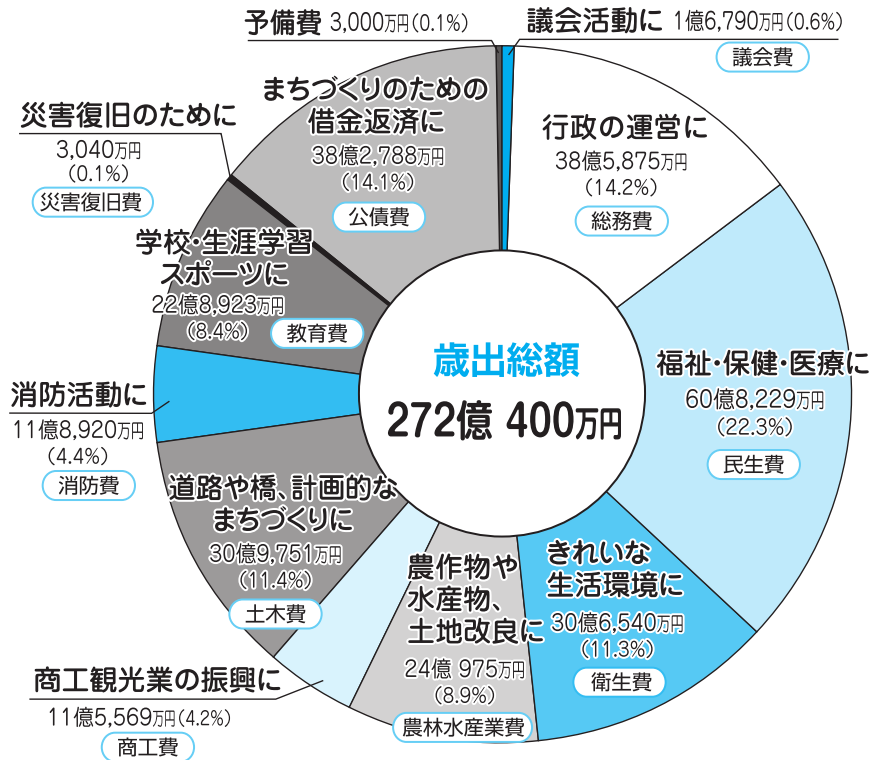 予備費 3,000万円(0.1%)
議会活動に 1億6,790万円(0.6%)
議会費
行政の運営に
38億5,875万円
(14.2%)
総務費
福祉・保健・医療に
60億8,229万円
(22.3%)
民生費
きれいな
生活環境に
30億6,540万円
(11.3%)
衛生費
農作物や
水産物、
土地改良に
24億 975万円
(8.9%)
農林水産業費
商工観光業の振興に
11億5,569万円(4.2%)
商工費
道路や橋、計画的な
まちづくりに
30億9,751万円
(11.4%)
土木費
消防活動に
11億8,920万円
(4.4%)
消防費
学校・生涯学習
スポーツに
22億8,923万円
(8.4%)
教育費
災害復旧のために
3,040万円
(0.1%)
災害復旧費
まちづくりのための
借金返済に
38億2,788万円
(14.1%)
公債費
歳出総額
272億 400万円